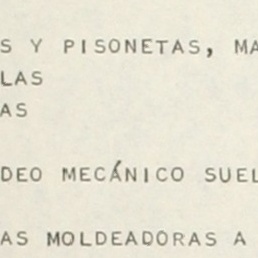 S Y PISONETAS, MA
LAS
AS
DEO MECÁNICO SUEL
AS MOLDEADORAS A